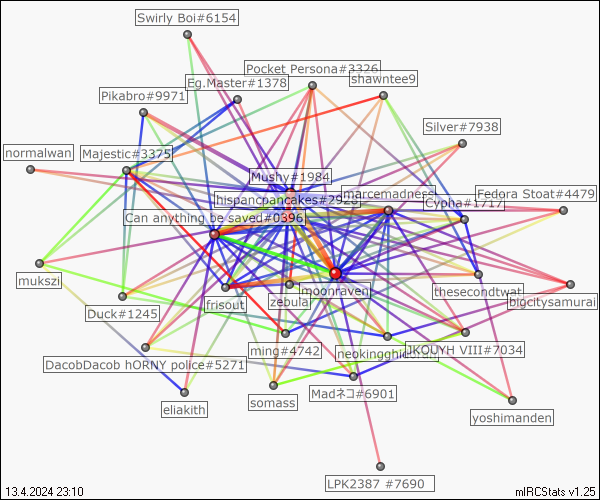 Swirly Boi#6154
Pocket Persona#3326
shawntee9
Eg.Master#1378
Pikabro#9971
Silver#7938
normalwan
Majestic#3375
Mushy#1984
marcemadness
Fedora Stoat#4479
hispancpancakes#2928
Cypha#1717
Can anything be saved#0396
mukszi
moonraven
thesecondtwat
bigcitysamurai
Duck#1245
frisout
zebula
ming#4742
JKOUYH VIII#7034
DacobDacob hORNY police#5271
Madネコ#6901
eliakith
somass
yoshimanden
LPK2387 #7690
13.4.2024 23:10
mIRCStats v1.25